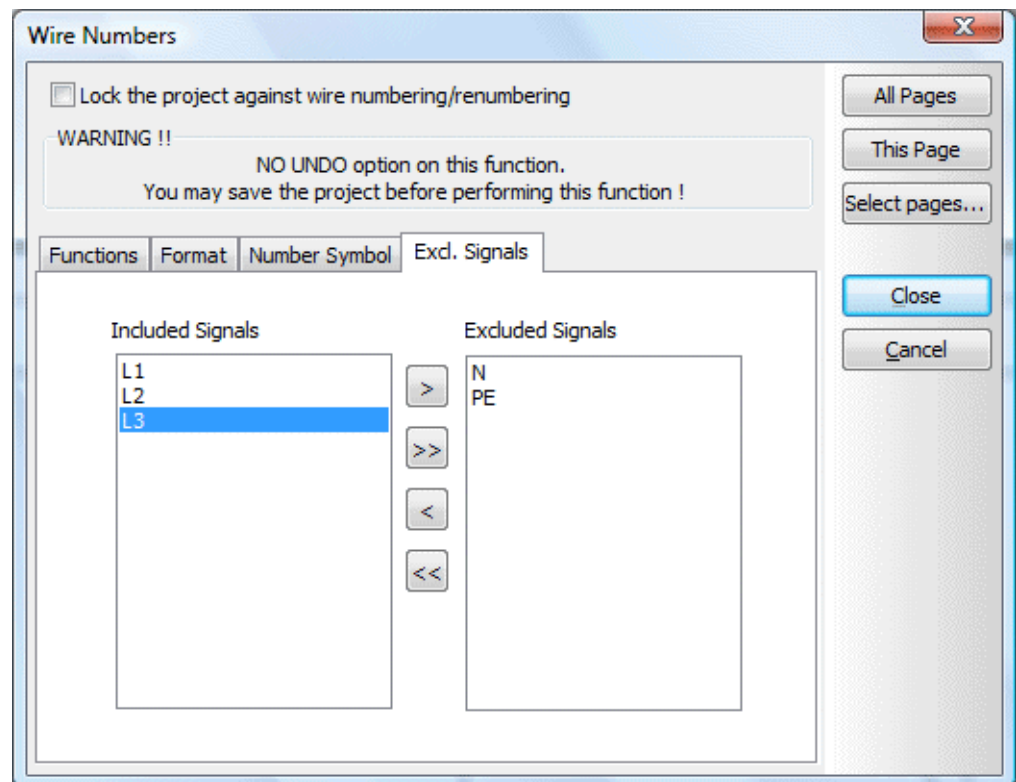 Wire Numbers
X
Lock the project against wire numbering/renumbering
WARNING !!
NO UNDO option on this function.
You may save the project before performing this function !
All Pages
This Page
Select pages...
Close
Cancel
Functions Format Number Symbol Excl. Signals
Included Signals
L1
L2
L3
>
>>
<
<<
Excluded Signals
N
PE